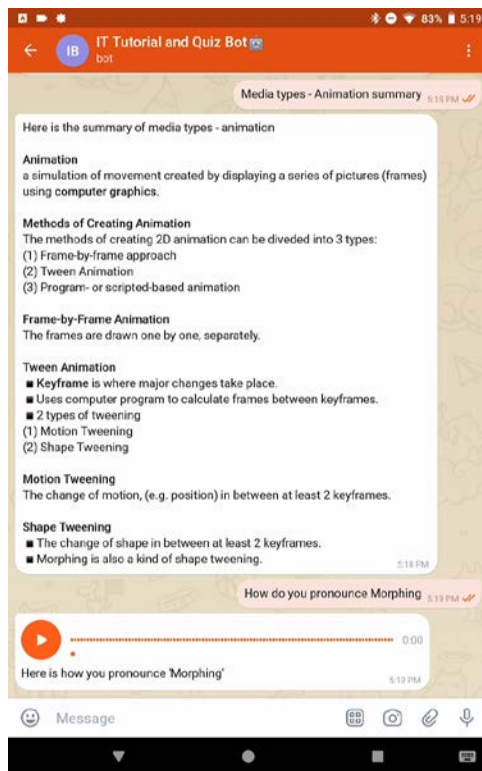 83% 5:19
IB
IT Tutorial and Quiz Bot🤖
bot
Media types - Animation summary 5:18 PM
Here is the summary of media types - animation
Animation
a simulation of movement created by displaying a series of pictures (frames)
using computer graphics.
Methods of Creating Animation
The methods of creating 2D animation can be diveded into 3 types:
(1) Frame-by-frame approach
(2) Tween Animation
(3) Program- or scripted-based animation
Frame-by-Frame Animation
The frames are drawn one by one, separately.
Tween Animation
■ Keyframe is where major changes take place.
■ Uses computer program to calculate frames between keyframes.
■ 2 types of tweening
(1) Motion Tweening
(2) Shape Tweening
Motion Tweening
The change of motion, (e.g. position) in between at least 2 keyframes.
Shape Tweening
■ The change of shape in between at least 2 keyframes.
■ Morphing is also a kind of shape tweening.
5:18 PM
How do you pronounce Morphing 5:19 PM
0:00
Here is how you pronounce 'Morphing'
5:19 PM
Message